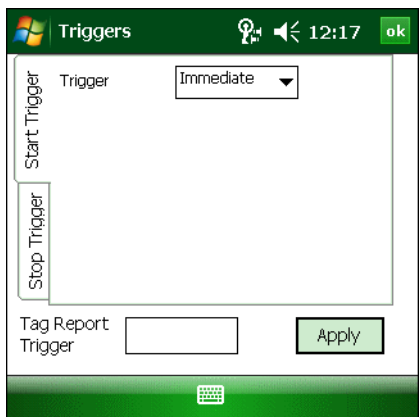 Triggers 12:17 ok
Start Trigger
Trigger Immediate
Stop Trigger
Tag Report
Trigger
Apply